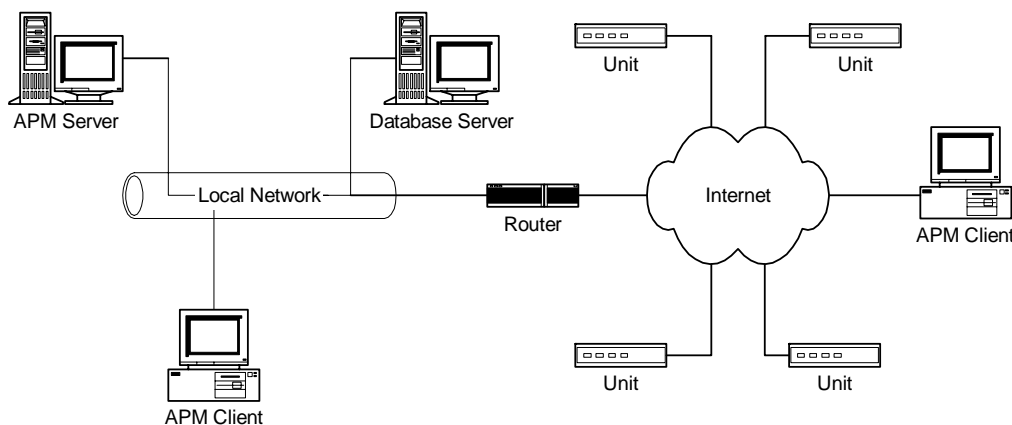 Unit
Unit
APM Server
Database Server
Local Network
Internet
Router
APM Client
Unit
Unit
APM Client